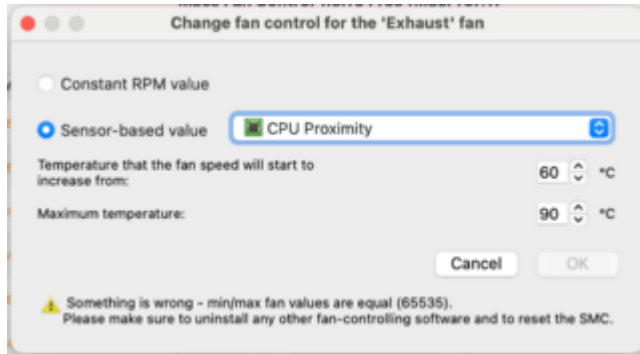 Change fan control for the 'Exhaust' fan
Constant RPM value
Sensor-based value
CPU Proximity
Temperature that the fan speed will start to
increase from:
60
°C
Maximum temperature:
90
°C
Cancel
OK
Something is wrong - min/max fan values are equal (65535).
Please make sure to uninstall any other fan-controlling software and to reset the SMC.